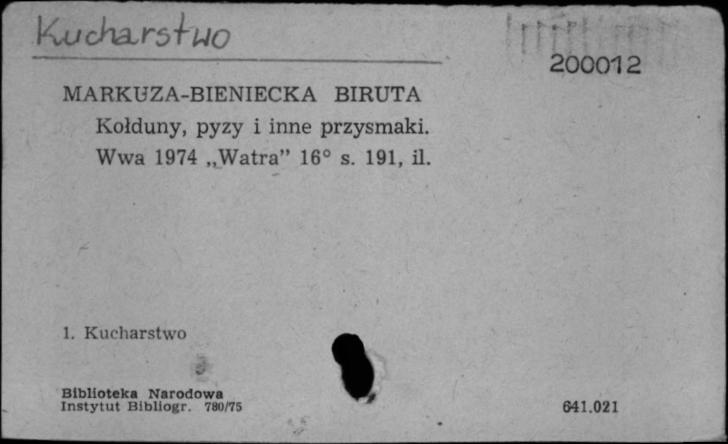 Kucharstwo
200012
MARKUZA-BIENIECKA BIRUTA
Kołduny, pyzy i inne przysmaki.
Wwa 1974 „Watra” 16° s. 191, il.
1. Kucharstwo
Biblioteka Narodowa
Instytut Bibliogr. 780/75
641.021